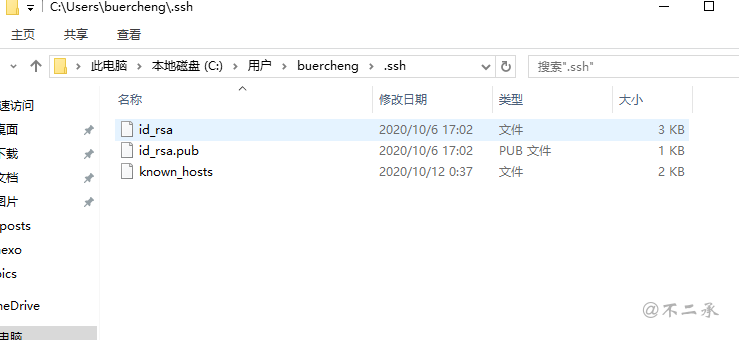 C:\Users\buercheng\.ssh
主页 共享 查看
此电脑 本地磁盘 (C:) 用户 buercheng .ssh 搜索".ssh"
名称 修改日期 类型 大小
速访问
桌面
下载
文档
图片
posts
exo
pics
neDrive
电脑
id_rsa 2020/10/6 17:02 文件 3 KB
id_rsa.pub 2020/10/6 17:02 PUB 文件 1 KB
known_hosts 2020/10/12 0:37 文件 2 KB
@不二承